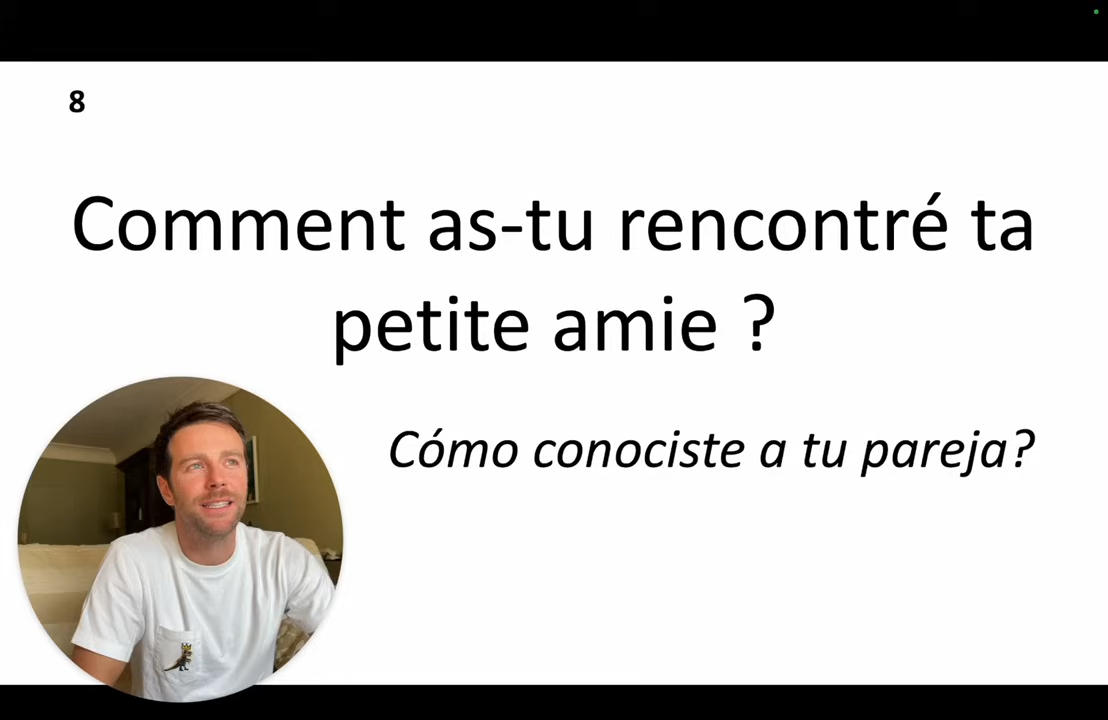 8
Comment as-tu rencontré ta
petite amie ?
Cómo conociste a tu pareja?